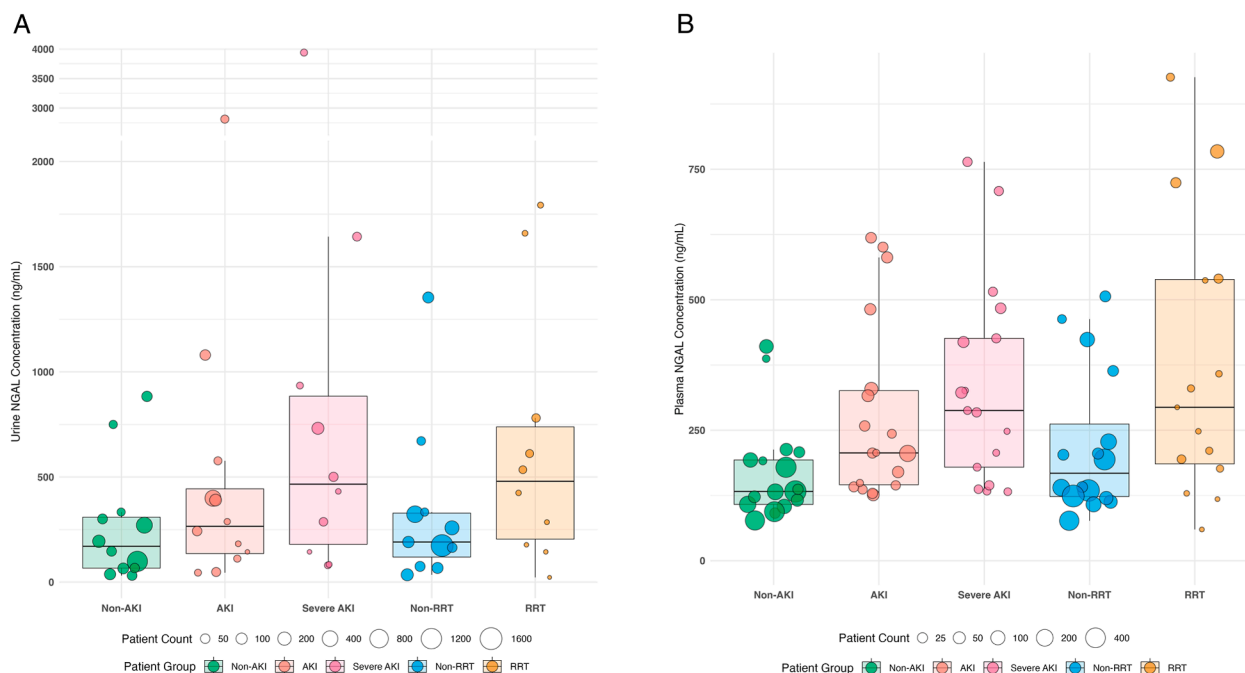 A
Urine NGAL Concentration (ng/mL)
4000
3500
3000
2000
1500
1000
500
0
Non-AKI AKI Severe AKI Non-RRT RRT
Patient Count 50 100 200 400 800 1200 1600
Patient Group Non-AKI AKI Severe AKI Non-RRT RRT
B
Plasma NGAL Concentration (ng/mL)
750
500
250
0
Non-AKI AKI Severe AKI Non-RRT RRT
Patient Count 25 50 100 200 400
Patient Group Non-AKI AKI Severe AKI Non-RRT RRT